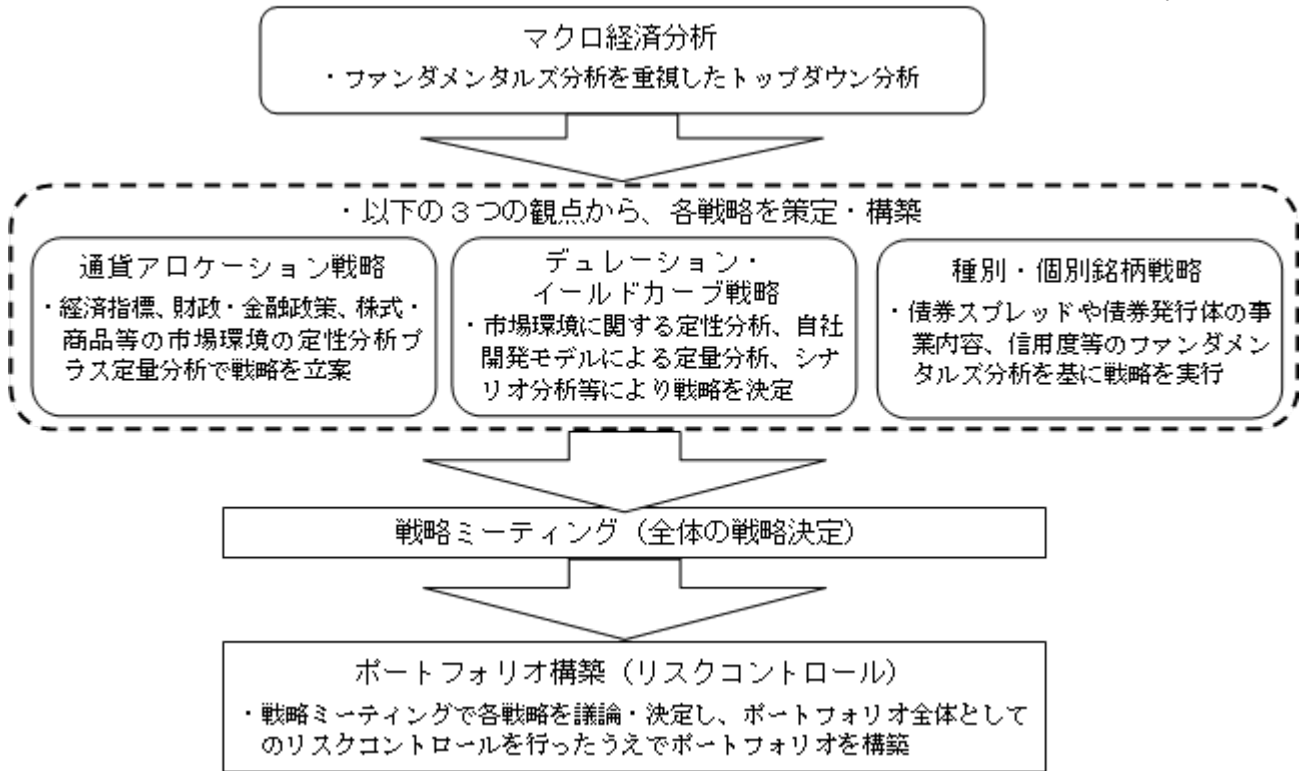 マクロ経済分析
・ファンダメンタルズ分析を重視したトップダウン分析
・以下の３つの観点から、各戦略を策定・構築
通貨アロケーション戦略
・経済指標、財政・金融政策、株式・
商品等の市場環境の定性分析プ
ラス定量分析で戦略を立案
デュレーション・
イールドカーブ戦略
・市場環境に関する定性分析、自社
開発モデルによる定量分析、シナ
リオ分析等により戦略を決定
種別・個別銘柄戦略
・債券スプレッドや債券発行体の事
業内容、信用度等のファンダメン
タルズ分析を基に戦略を実行
戦略ミーティング（全体の戦略決定）
ポートフォリオ構築（リスクコントロール）
・戦略ミーティングで各戦略を議論・決定し、ポートフォリオ全体として
のリスクコントロールを行ったうえでポートフォリオを構築